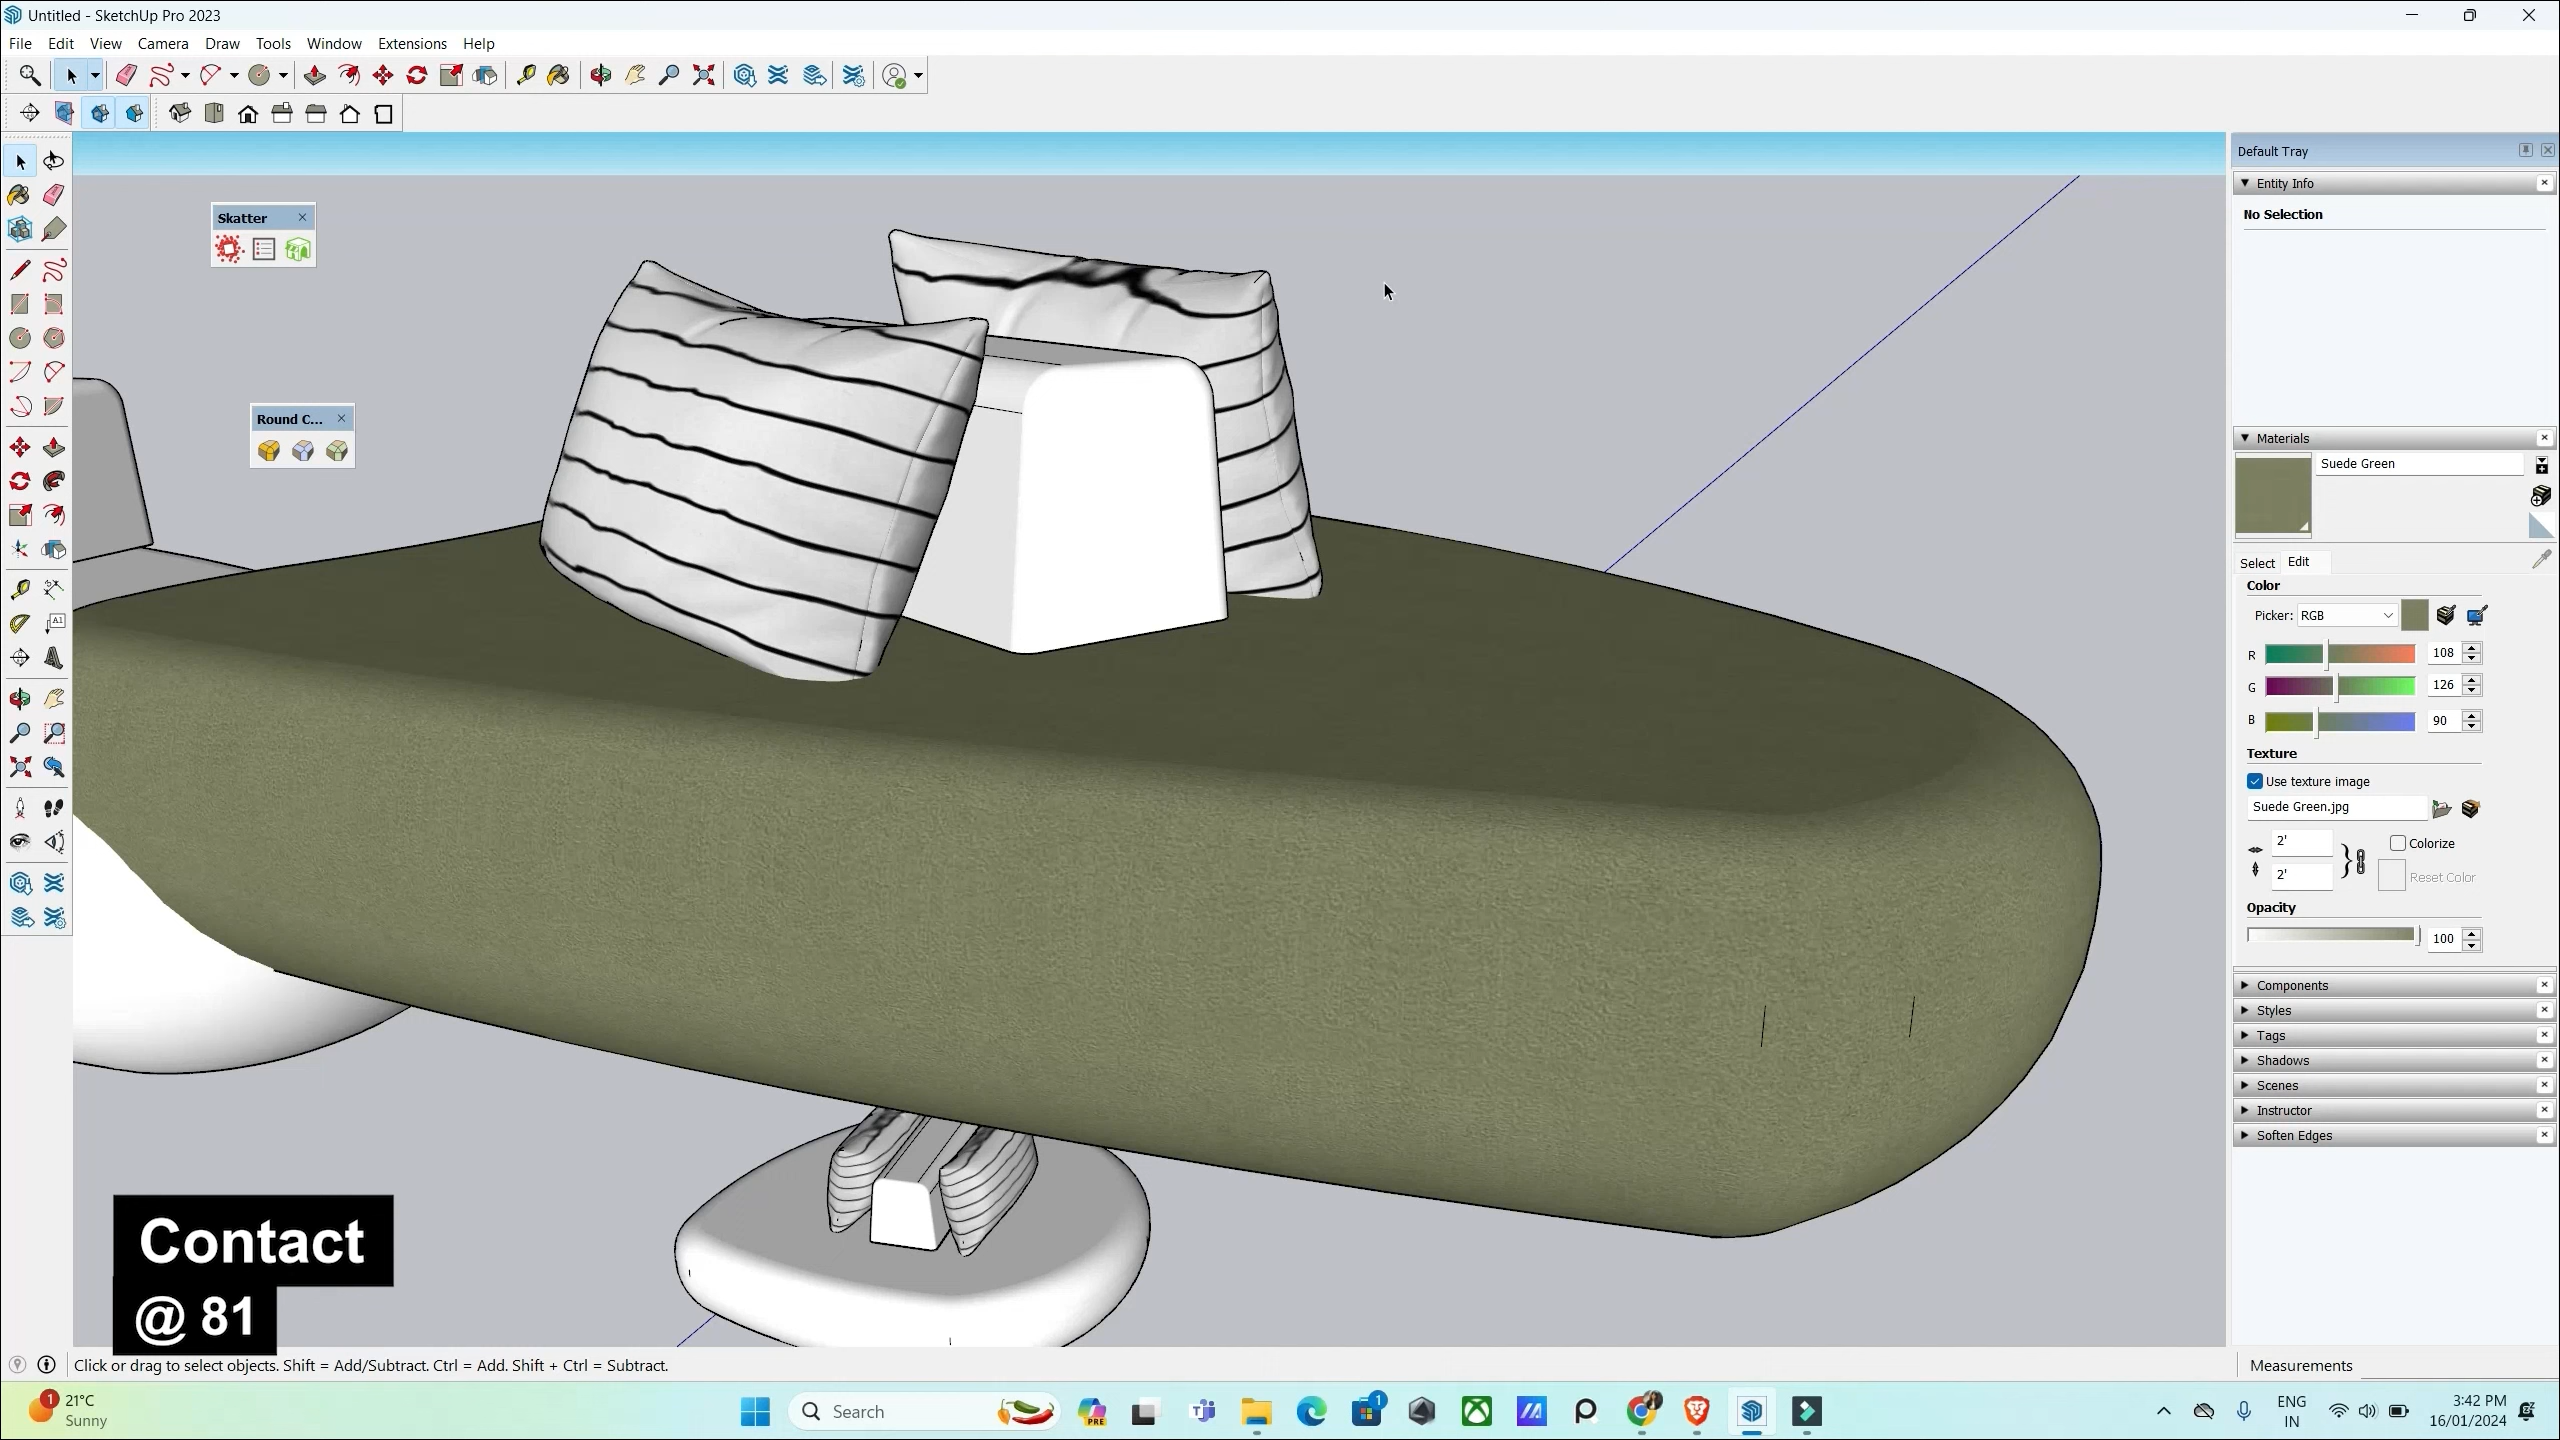 Untitled - SketchUp Pro 2023
File Edit View Camera Draw Tools Window Extensions Help
Default Tray
Entity Info
No Selection
Skatter
Round C...
Materials
Suede Green
Select Edit
Color
Picker: RGB
R 108
G 126
B 90
Texture
Use texture image
Suede Green.jpg
2'
Colorize
2'
Reset Color
Opacity
100
Components
Styles
Tags
Shadows
Scenes
Instructor
Soften Edges
A1
Contact
@ 81
Click or drag to select objects. Shift = Add/Subtract. Ctrl = Add. Shift + Ctrl = Subtract.
Measurements
1
21°C
Sunny
Search
PRE
1
ENG
IN
3:42 PM
16/01/2024